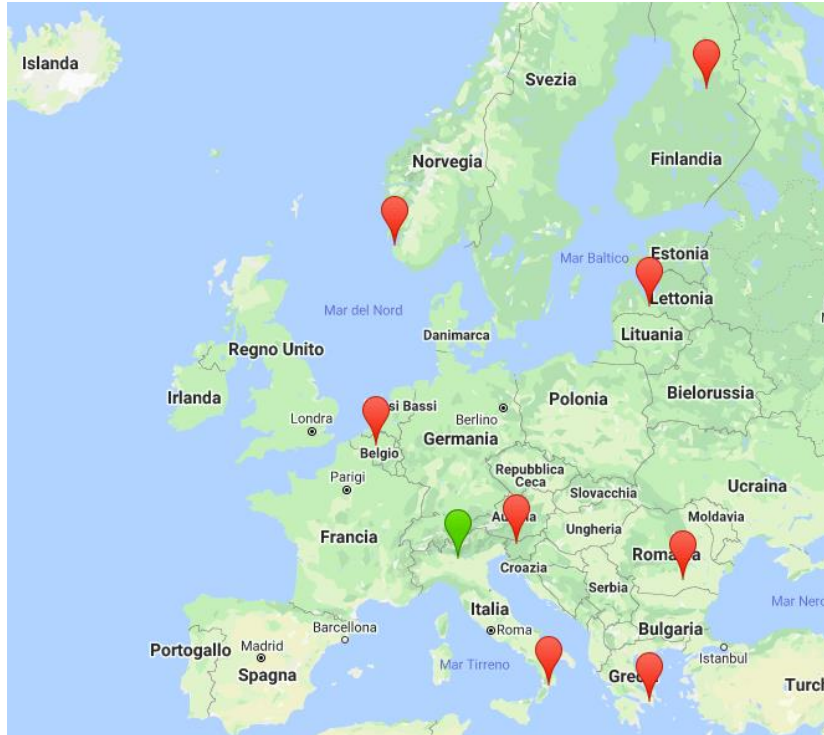 Islanda
Svezia
Norvegia
Finlandia
Mar Baltico
Estonia
Lettonia
Mar del Nord
Lituania
Danimarca
Regno Unito
Irlanda
Bielorussia
Polonia
si Bassi
Londra
Berlino
Germania
Belgio
Parigi
Repubblica
Ceca
Ucraina
Slovacchia
Moldavia
Francia
Ungheria
Croazia
Serbia
Mar Nero
Italia
Barcellona
Roma
Bulgaria
Portogallo
Madrid
Istanbul
Mar Tirreno
Spagna
Turch